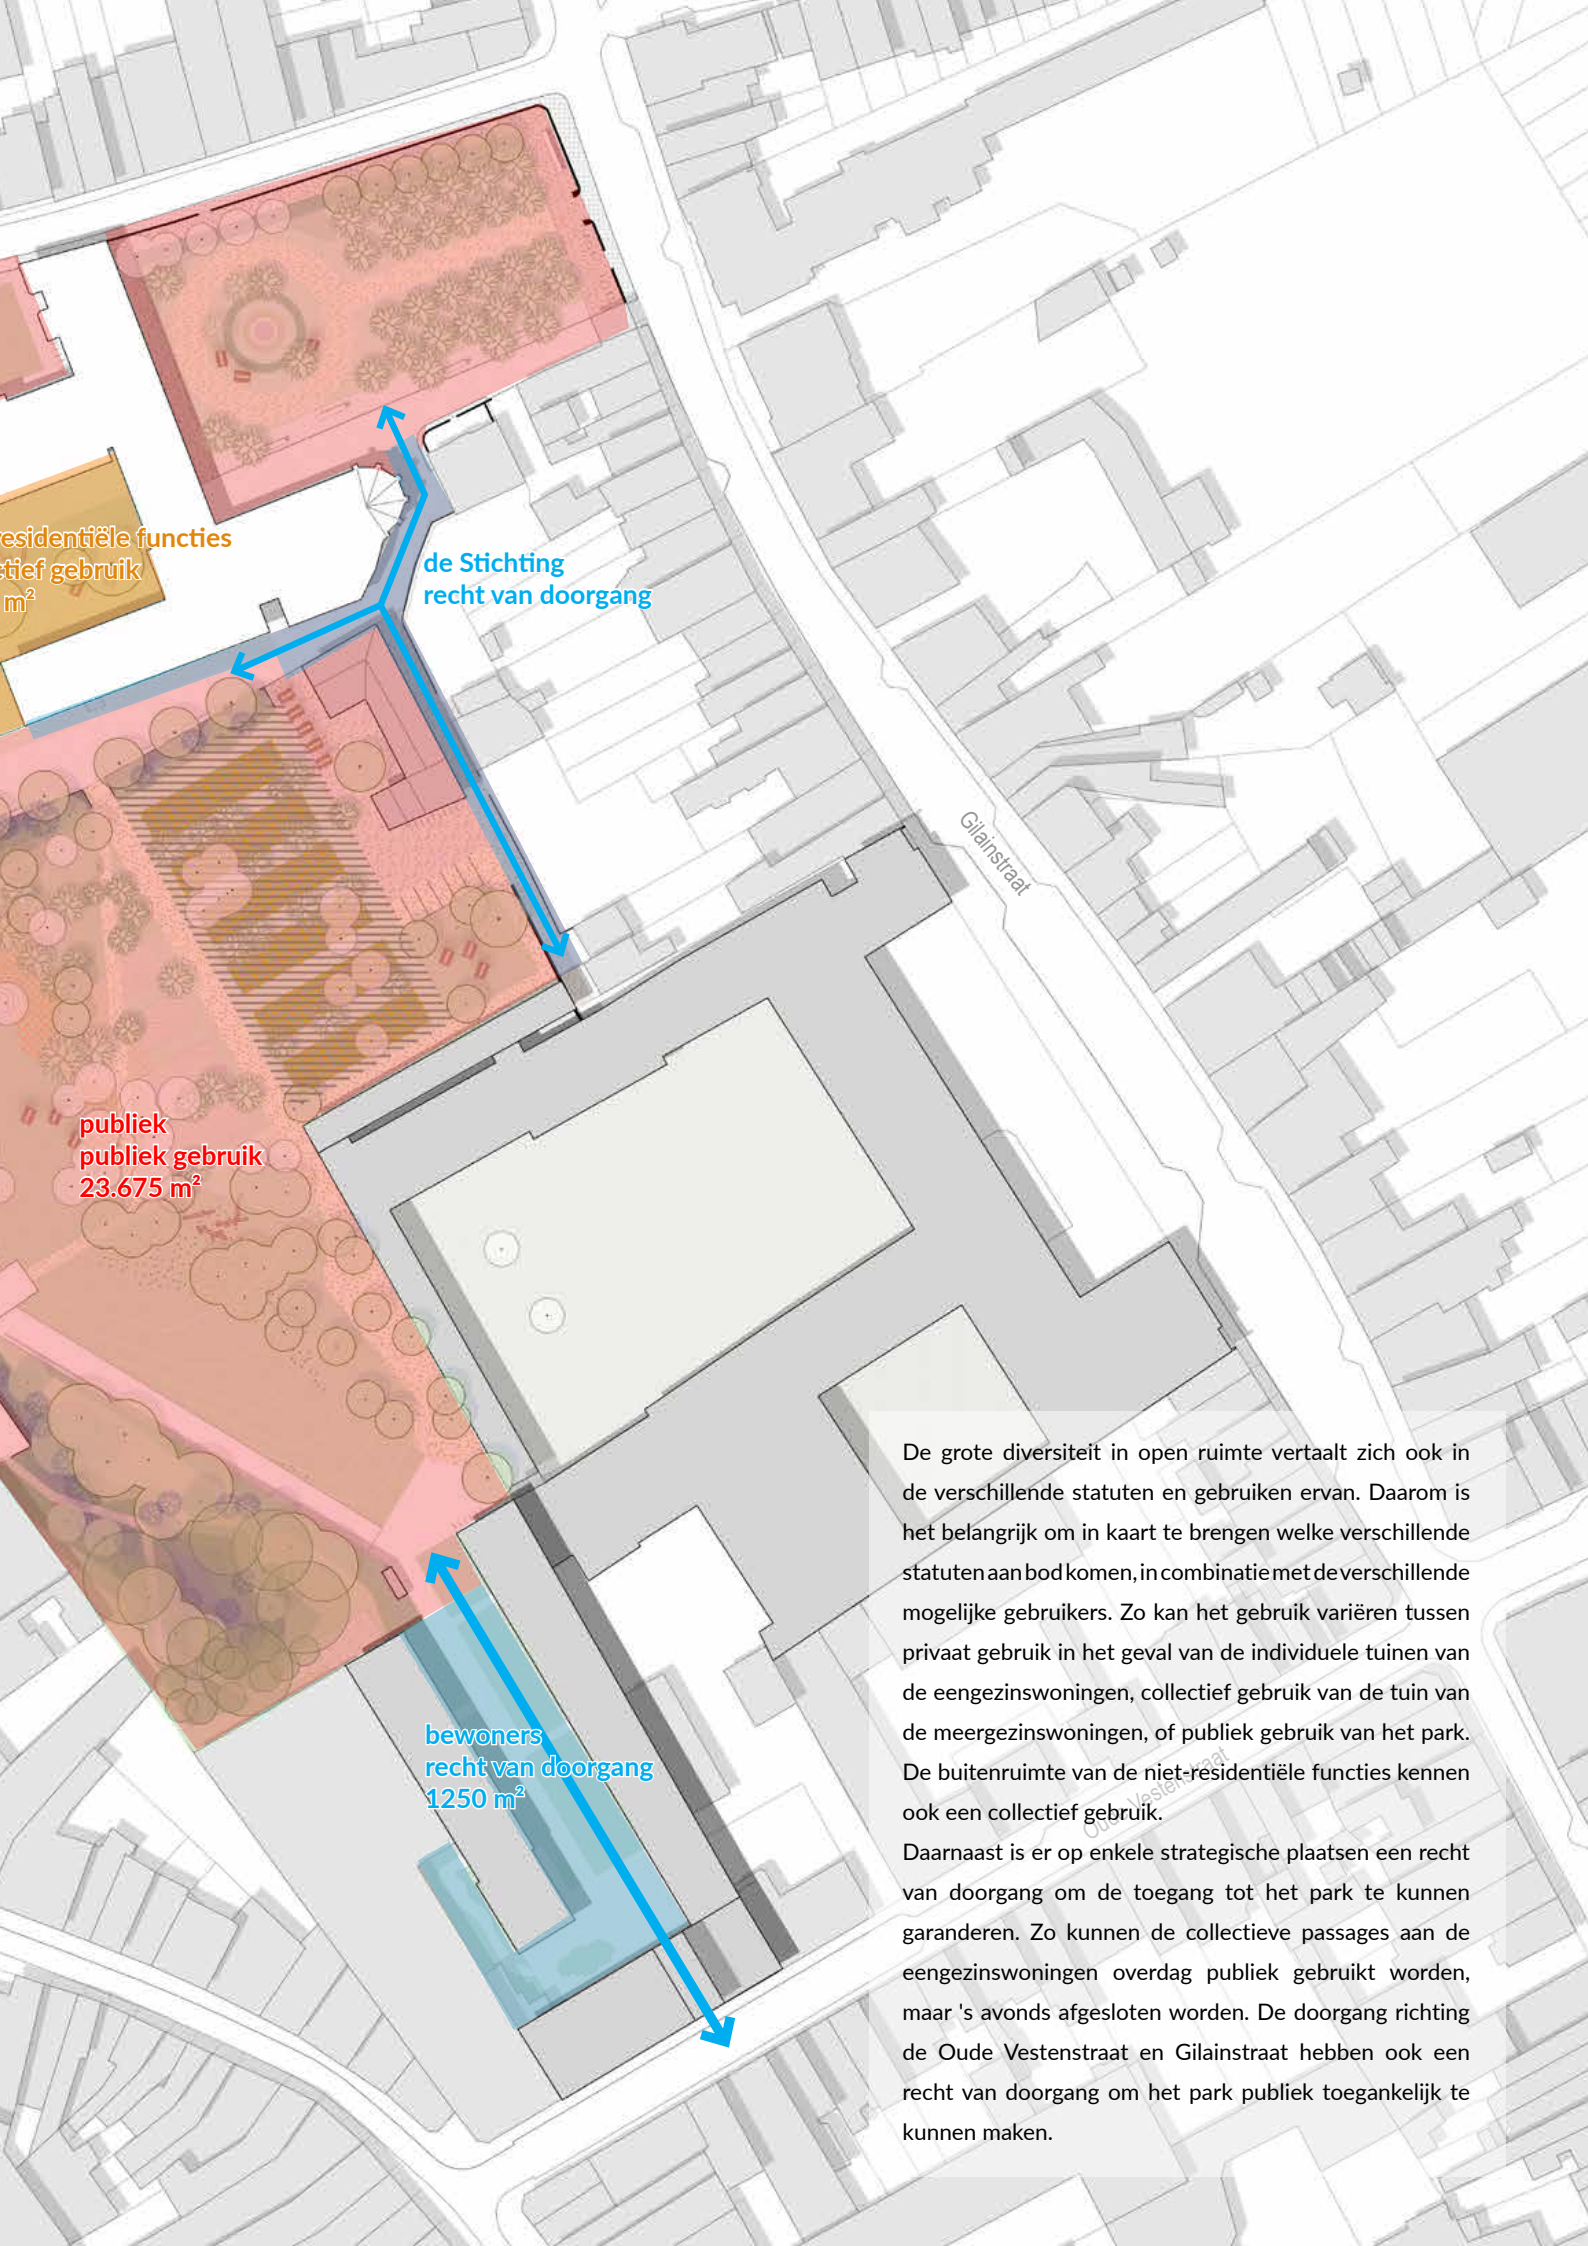 residentiële functies
ctief gebruik
m²
de Stichting
recht van doorgang
Gilainstraat
publiek
publiek gebruik
23.675 m²
bewoners
recht van doorgang
1250 m²
De grote diversiteit in open ruimte vertaalt zich ook in
de verschillende statuten en gebruiken ervan. Daarom is
het belangrijk om in kaart te brengen welke verschillende
statuten aan bod komen, in combinatie met de verschillende
mogelijke gebruikers. Zo kan het gebruik variëren tussen
privaat gebruik in het geval van de individuele tuinen van
de eengezinswoningen, collectief gebruik van de tuin van
de meergezinswoningen, of publiek gebruik van het park.
De buitenruimte van de niet-residentiële functies kennen
ook een collectief gebruik.
Daarnaast is er op enkele strategische plaatsen een recht
van doorgang om de toegang tot het park te kunnen
garanderen. Zo kunnen de collectieve passages aan de
eengezinswoningen overdag publiek gebruikt worden,
maar 's avonds afgesloten worden. De doorgang richting
de Oude Vestenstraat en Gilainstraat hebben ook een
recht van doorgang om het park publiek toegankelijk te
kunnen maken.
Oude Vestenstraat